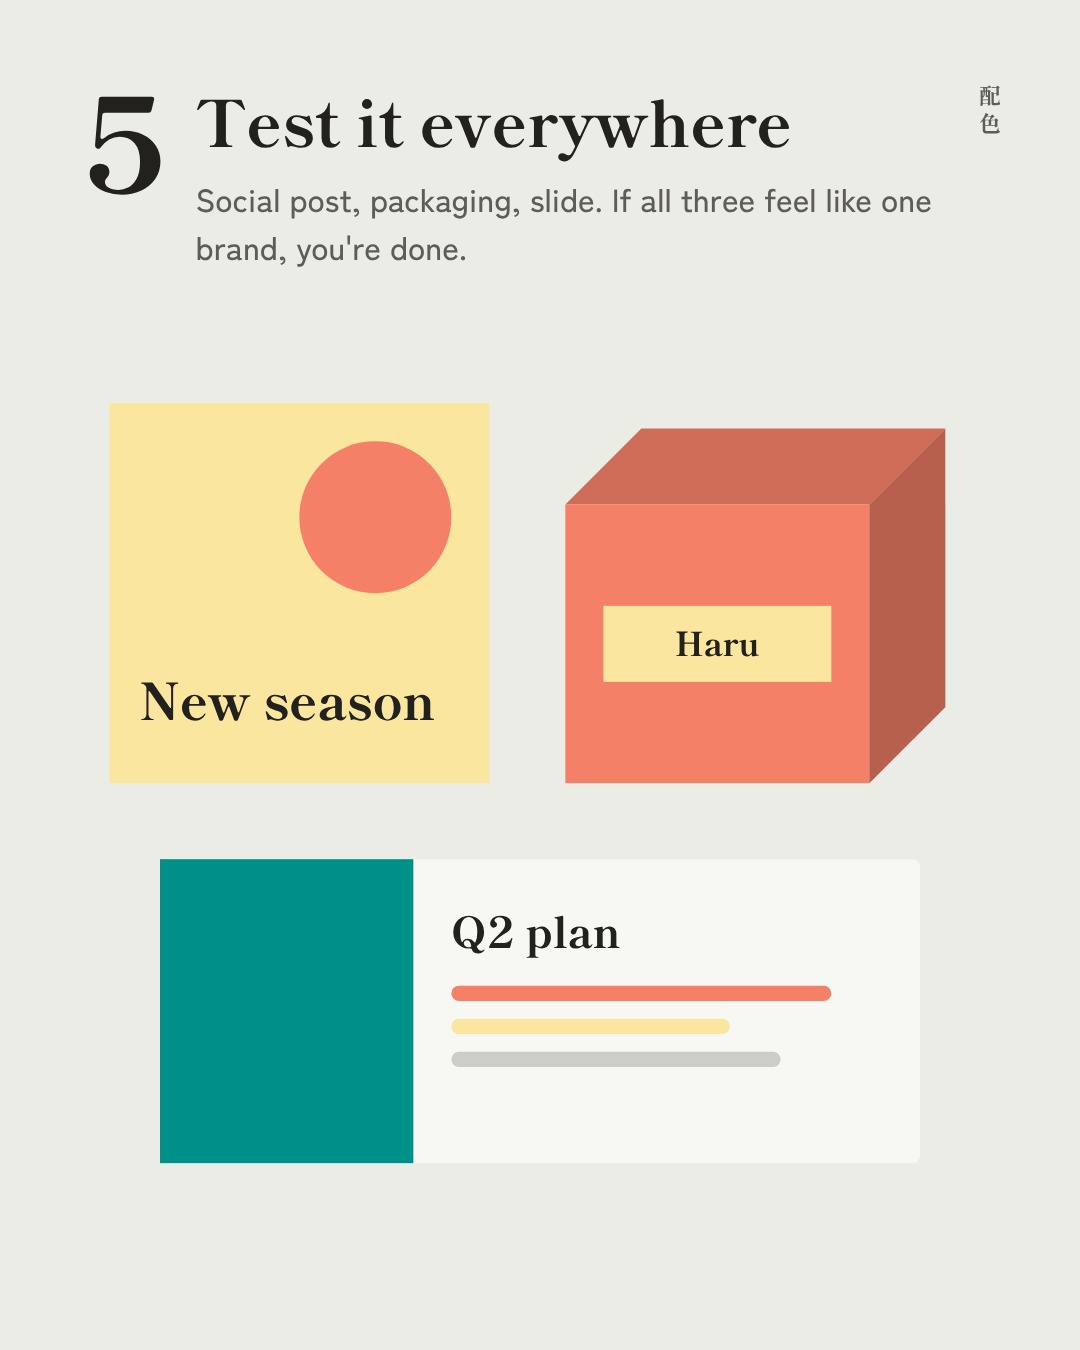 5
Test it everywhere
Social post, packaging, slide. If all three feel like one
brand, you're done.
配色
New season
Haru
Q2 plan